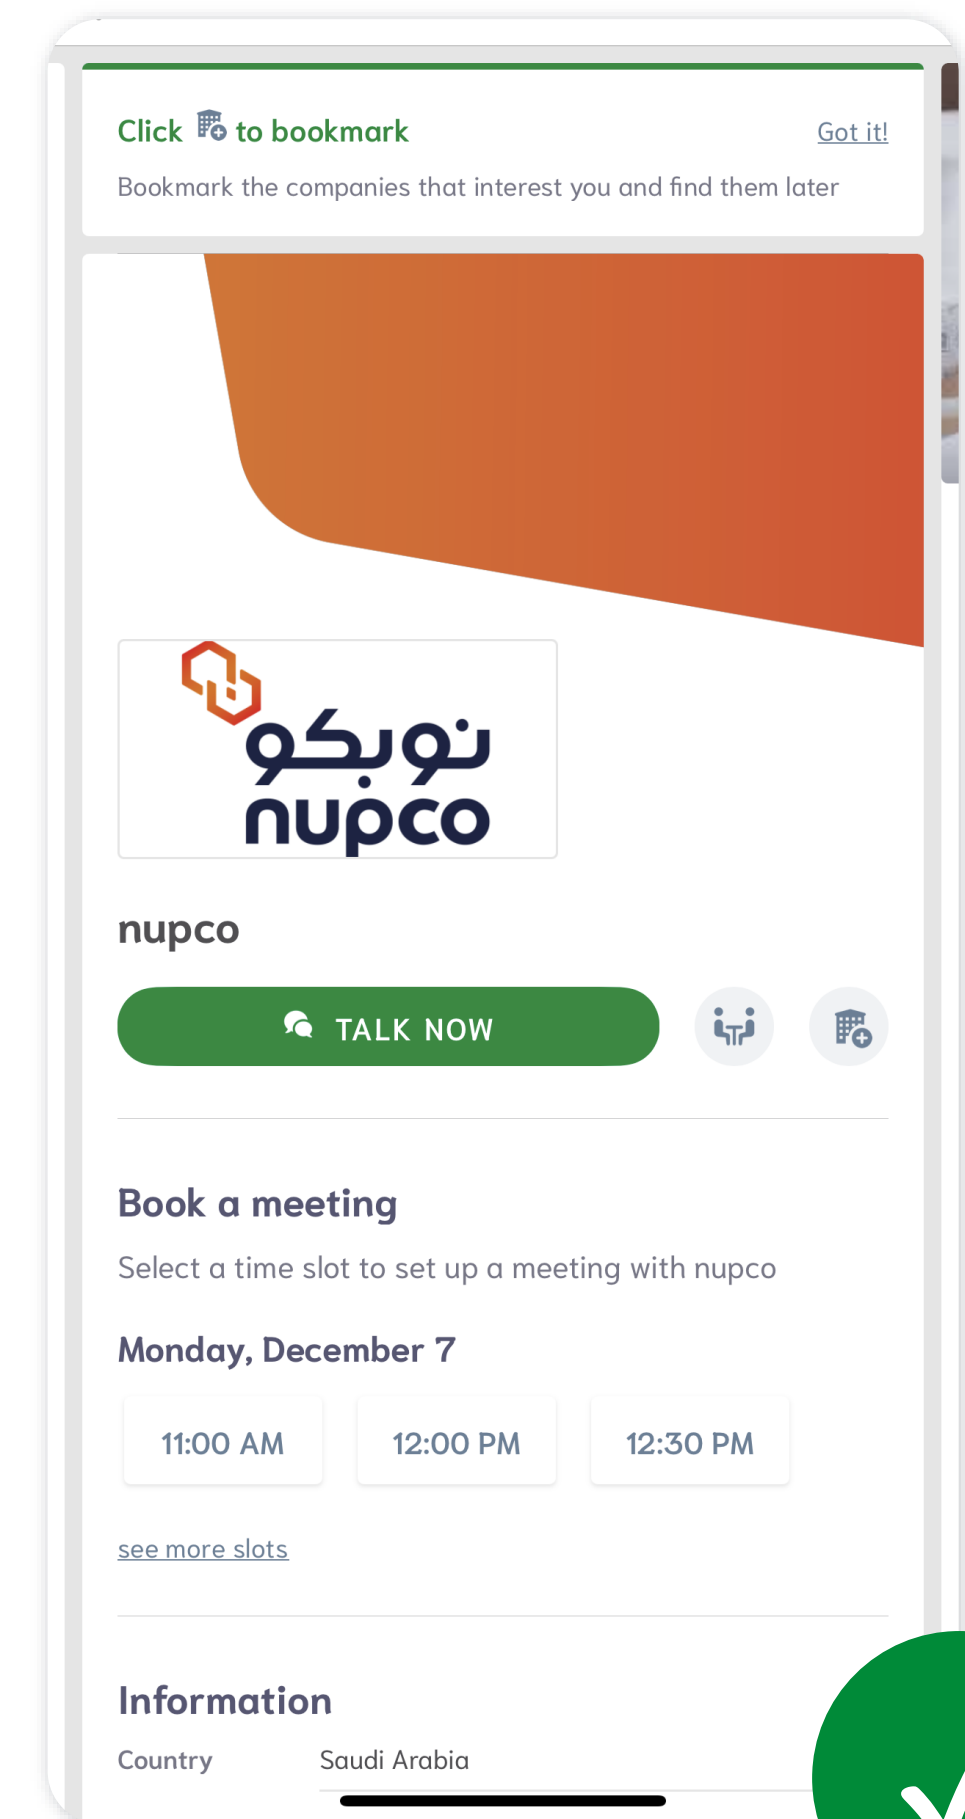 Click to bookmark
Got it!
Bookmark the companies that interest you and find them later
نوبكو
nupco
nupco
TALK NOW
Book a meeting
Select a time slot to set up a meeting with nupco
Monday, December 7
11:00 AM
12:00 PM
12:30 PM
see more slots
Information
Country
Saudi Arabia